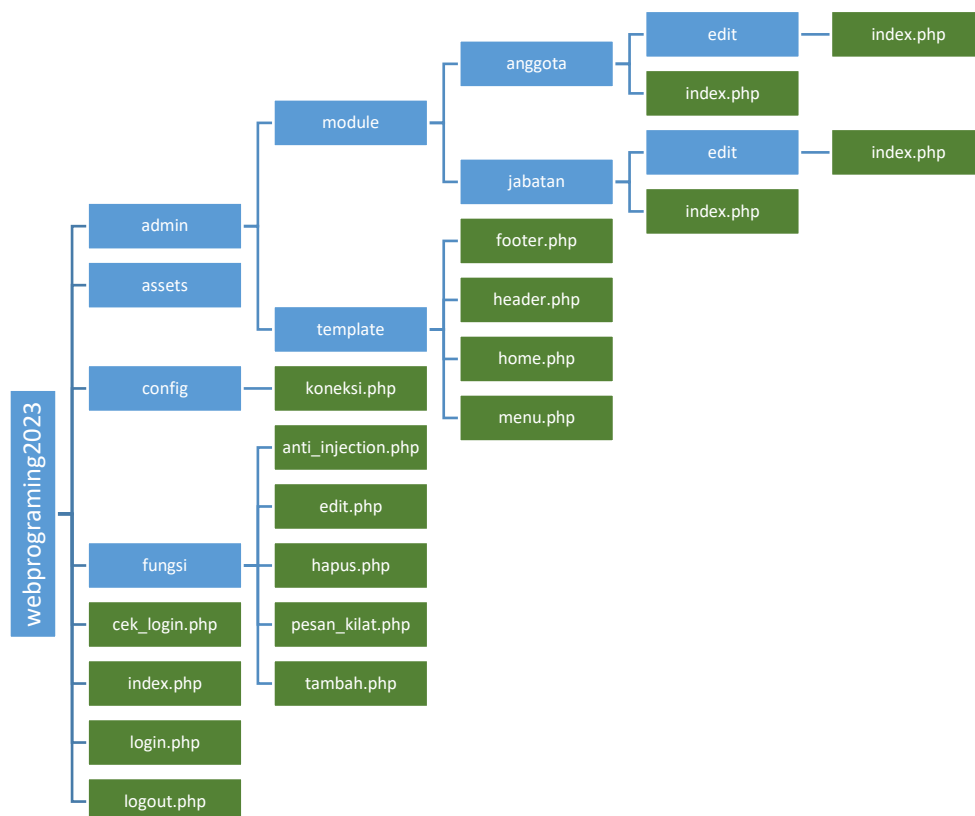 webprograming2023
admin
module
anggota
edit
index.php
index.php
jabatan
edit
index.php
index.php
template
footer.php
header.php
home.php
menu.php
assets
config
koneksi.php
fungsi
anti_injection.php
edit.php
hapus.php
pesan_kilat.php
tambah.php
cek_login.php
index.php
login.php
logout.php